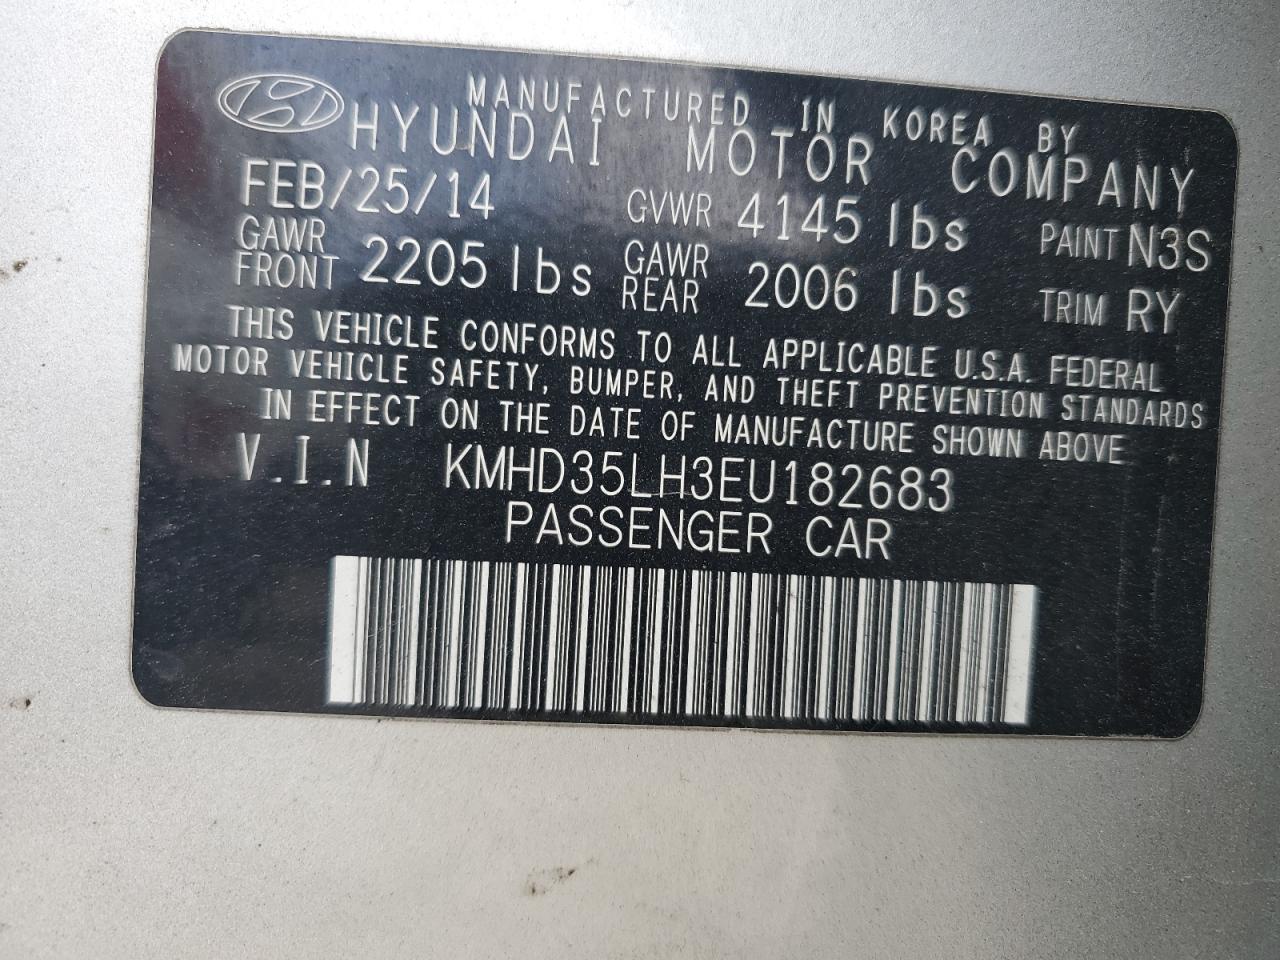 MANUFACTURED IN KOREA BY
HYUNDAI MOTOR COMPANY
FEB/25/14 GVWR 4145 lbs PAINT N3S
GAWR FRONT 2205 lbs GAWR REAR 2006 lbs TRIM RY
THIS VEHICLE CONFORMS TO ALL APPLICABLE U.S.A. FEDERAL
MOTOR VEHICLE SAFETY, BUMPER, AND THEFT PREVENTION STANDARDS
IN EFFECT ON THE DATE OF MANUFACTURE SHOWN ABOVE
V.I.N KMHD35LH3EU182683
PASSENGER CAR